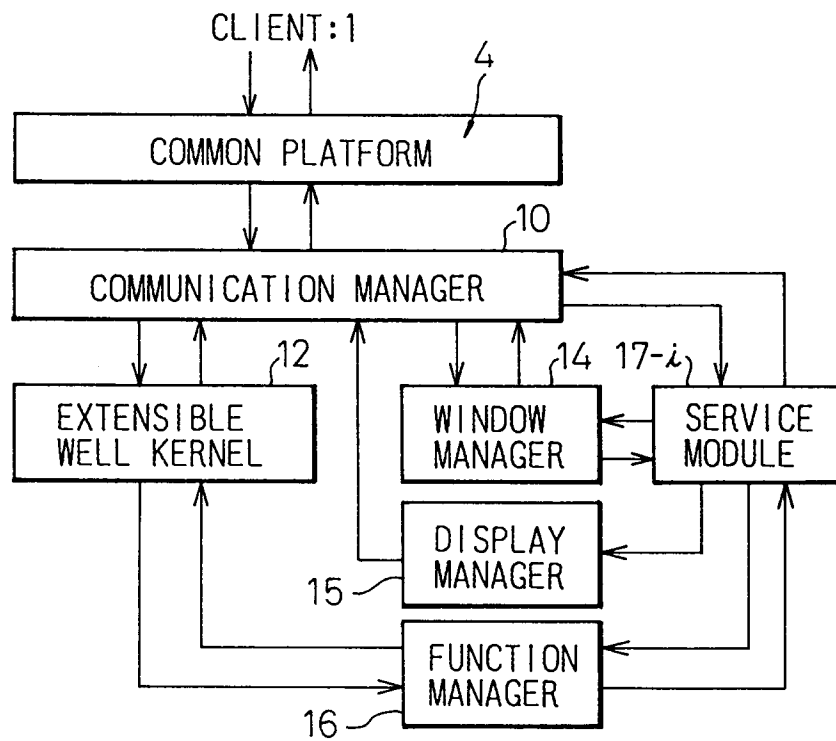 CLIENT:1
4
COMMON PLATFORM
10
COMMUNICATION MANAGER
12
14
17-i
EXTENSIBLE
WELL KERNEL
WINDOW
MANAGER
SERVICE
MODULE
DISPLAY
MANAGER
15
FUNCTION
MANAGER
16